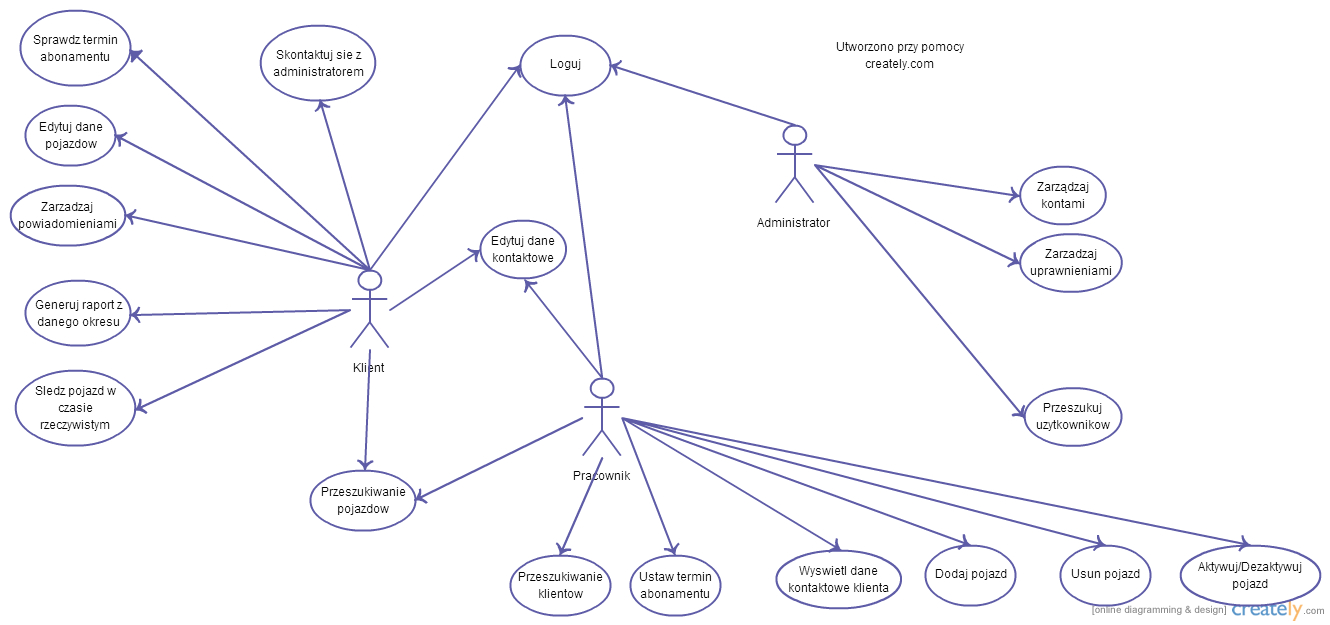 Sprawdz termin
abonamentu
Skontaktuj sie z
administratorem
Loguj
Utworzono przy pomocy
creately.com
Edytuj dane
pojazdow
Zarzadzaj
powiadomieniami
Administrator
Zarządzaj
kontami
Edytuj dane
kontaktowe
Zarzadzaj
uprawnieniami
Generuj raport z
danego okresu
Klient
Sledz pojazd w
czasie
rzeczywistym
Przeszukuj
uzytkownikow
Pracownik
Przeszukiwanie
pojazdow
Przeszukiwanie
klientow
Ustaw termin
abonamentu
Wyswietl dane
kontaktowe klienta
Dodaj pojazd
Usun pojazd
Aktywuj/Dezaktywuj
pojazd
[online diagramming & design] creately.com